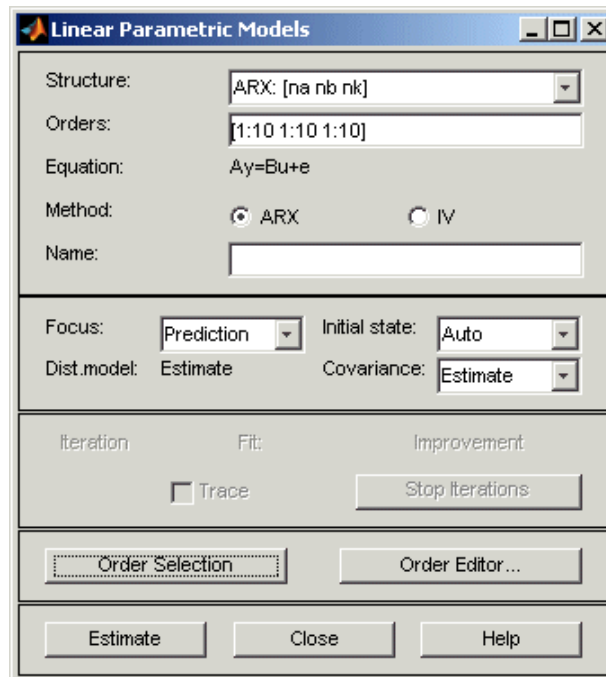 Linear Parametric Models
Structure: ARX: [na nb nk]
Orders: [1:10 1:10 1:10]
Equation: Ay=Bu+e
Method: ARX IV
Name:
Focus: Prediction Initial state: Auto
Dist.model: Estimate Covariance: Estimate
Iteration Fit: Improvement
Trace Stop Iterations
Order Selection Order Editor...
Estimate Close Help